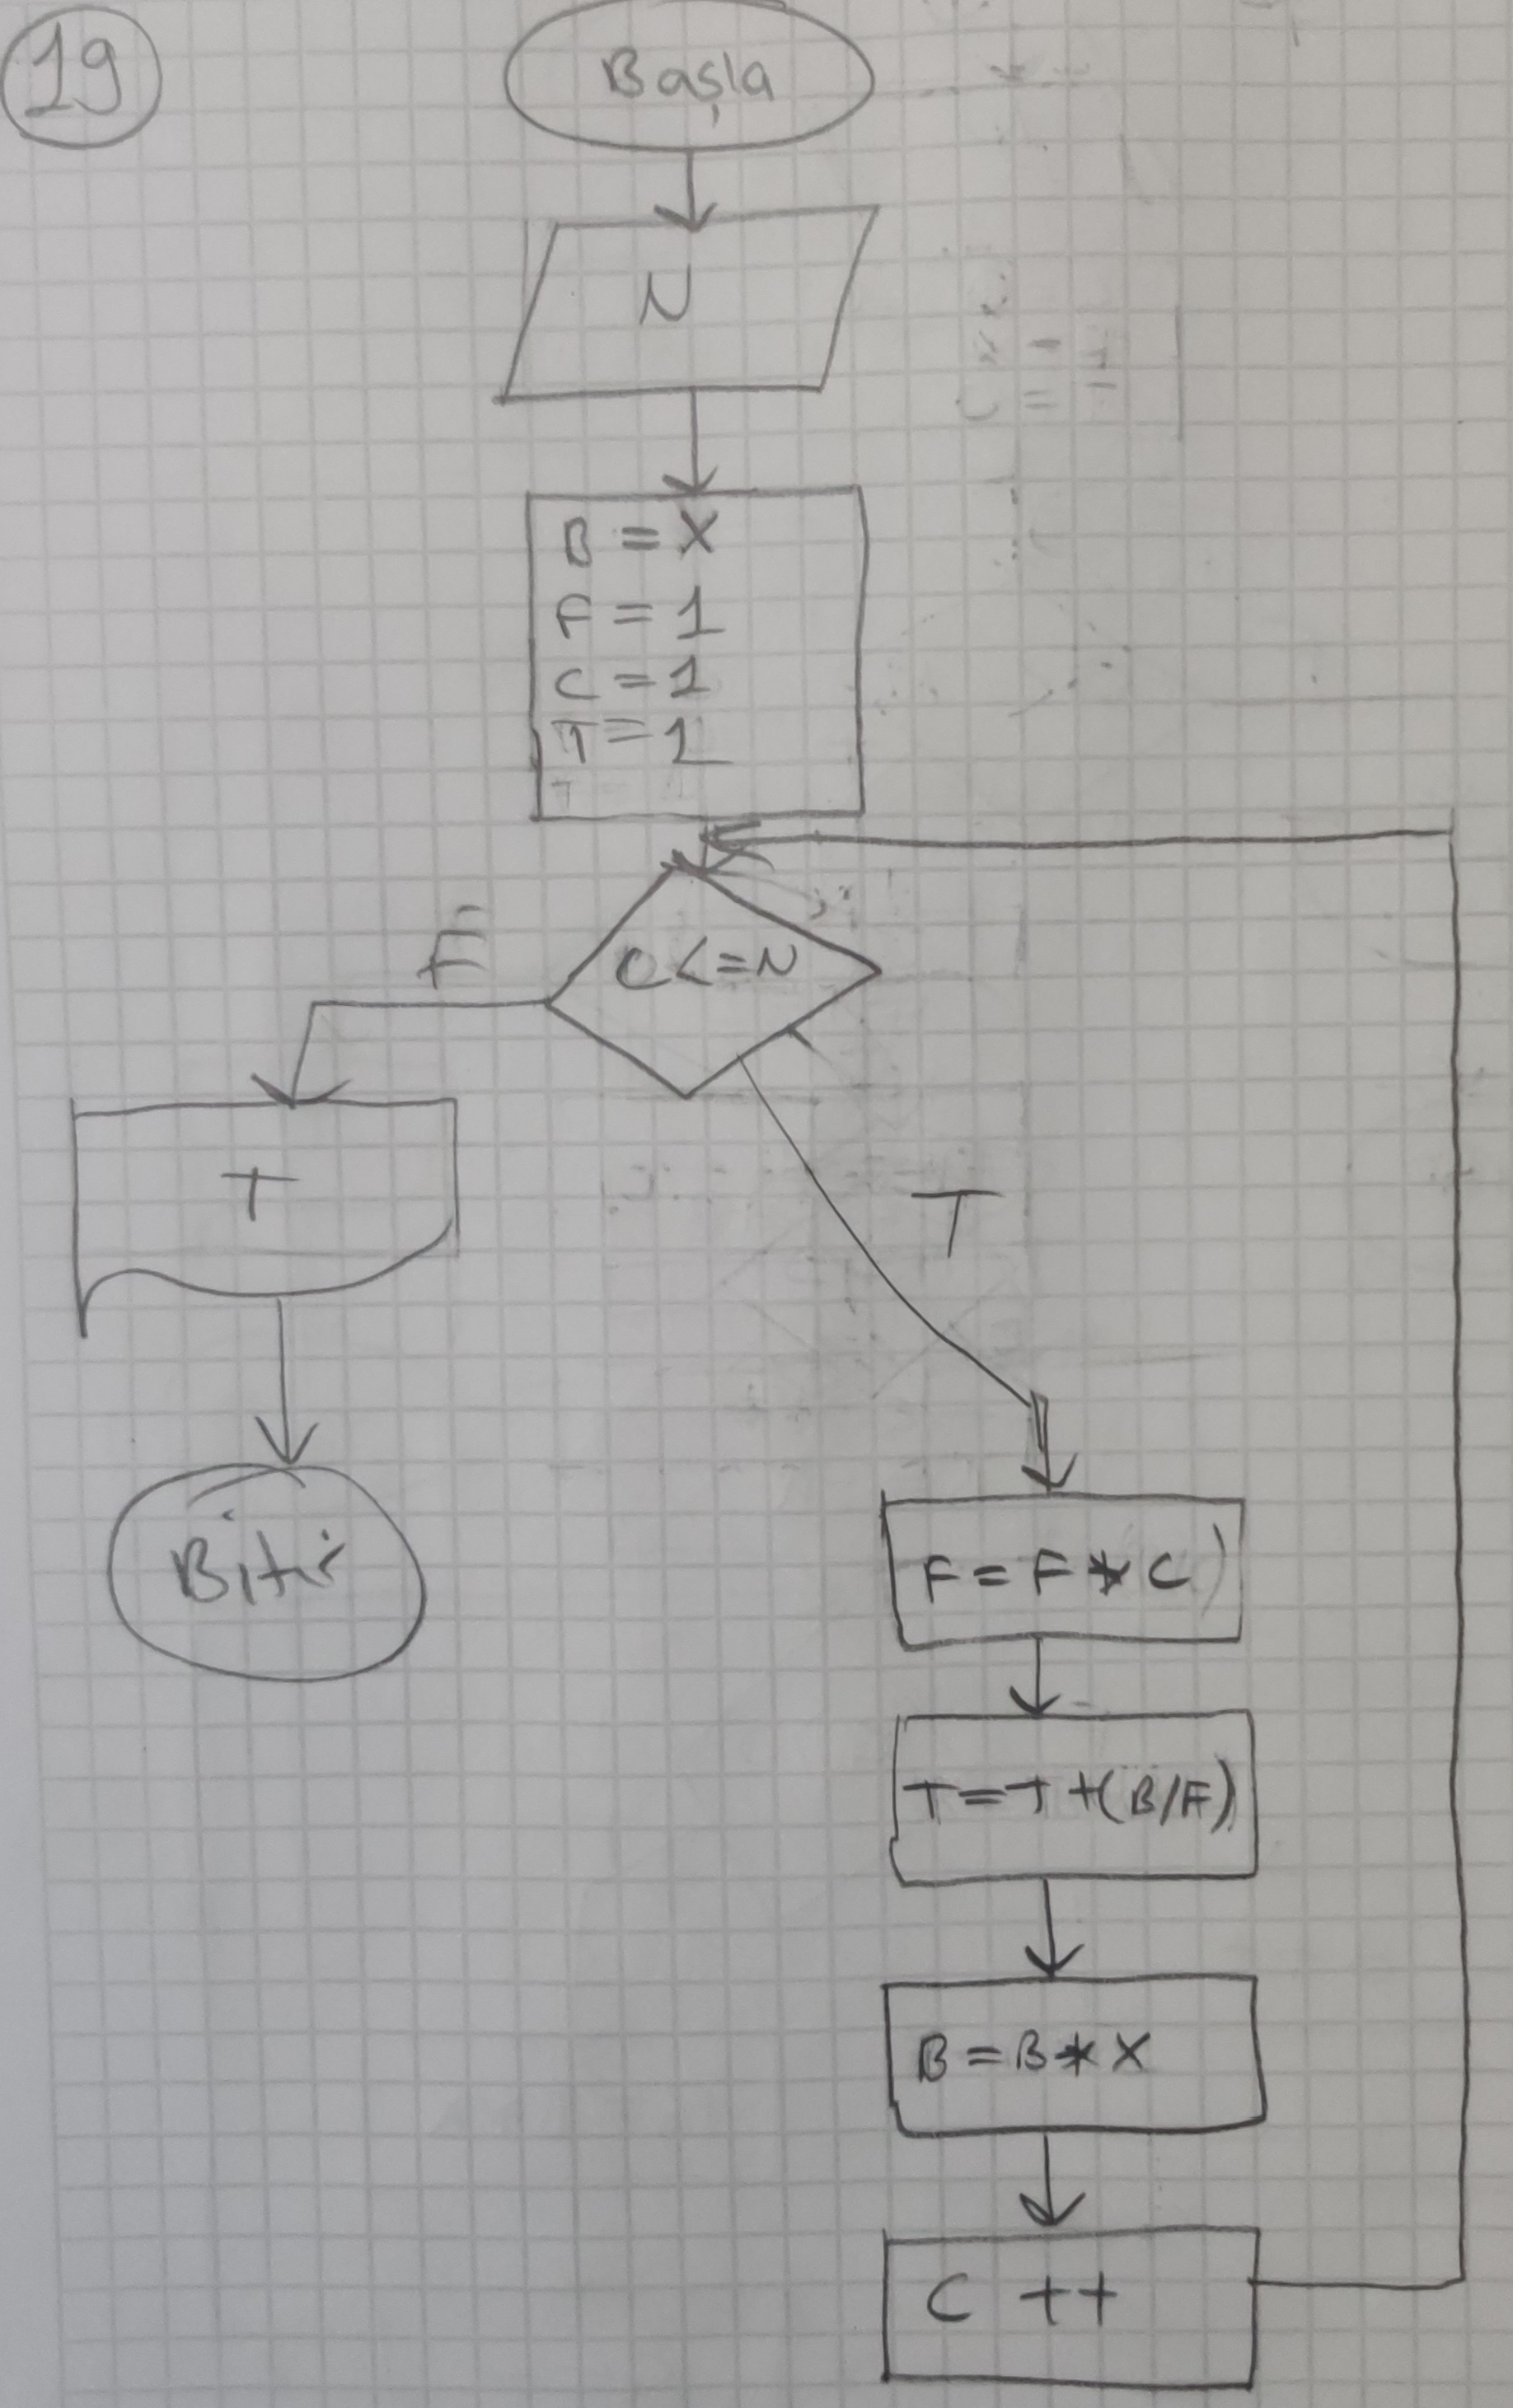 19
Başla
N
B = X
F = 1
C = 1
T = 1
C <= N
F
T
T
Bitir
F = F * C
T = T + (B/F)
B = B * X
C ++